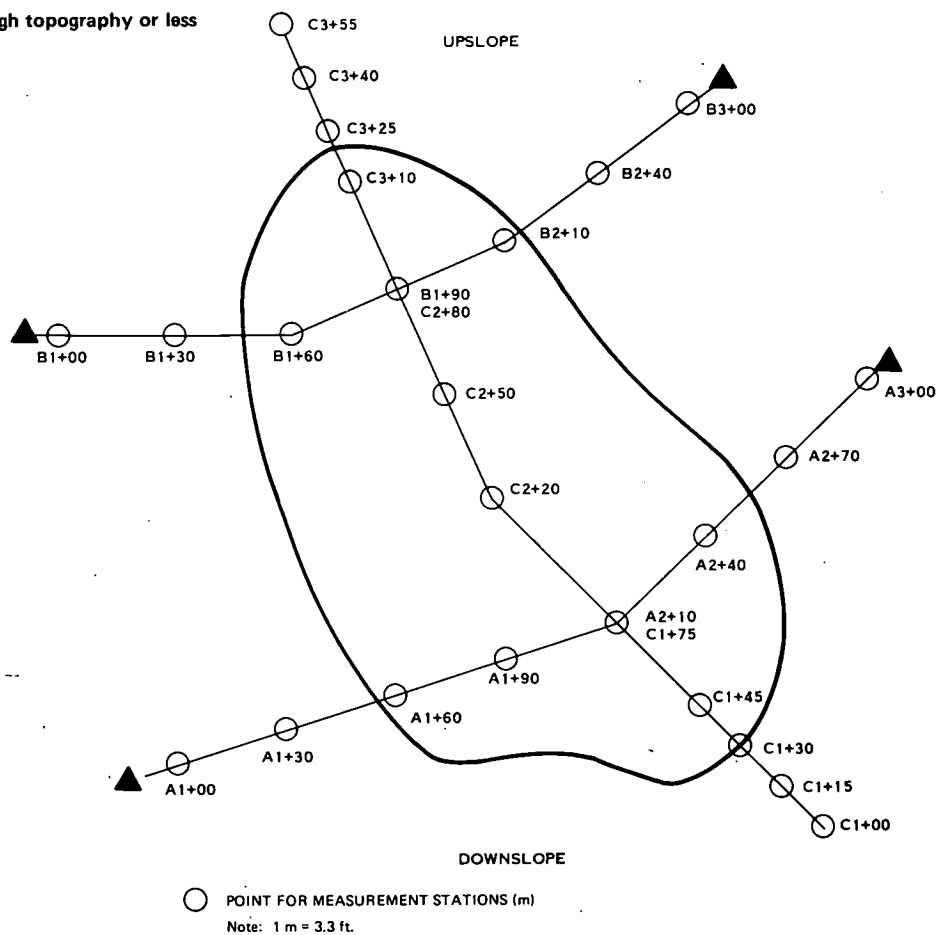 gh topography or less
C3+55
UPSLOPE
C3+40
B3+00
C3+25
B2+40
C3+10
B2+10
B1+90
C2+80
B1+00
B1+30
B1+60
A3+00
C2+50
A2+70
C2+20
A2+40
A2+10
C1+75
A1+90
C1+45
A1+60
C1+30
A1+30
A1+00
C1+15
C1+00
DOWNSLOPE
POINT FOR MEASUREMENT STATIONS (m)
Note: 1 m = 3.3 ft.